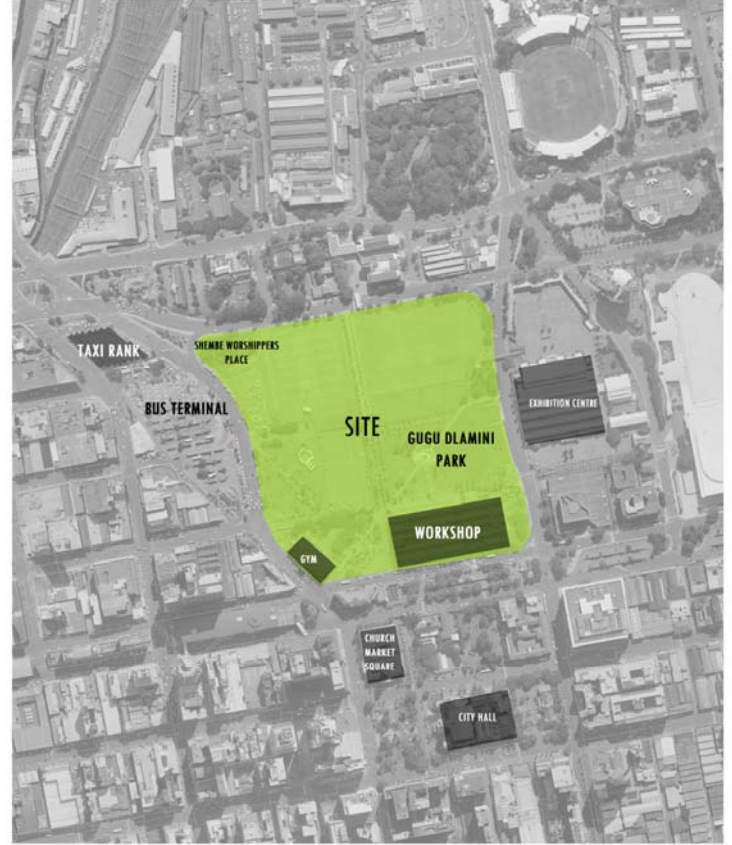 TAXI RANK
SHEMBE WORSHIPPERS
PLACE
BUS TERMINAL
SITE
EXHIBITION CENTRE
GUGU DLAMINI
PARK
WORKSHOP
GYM
CHURCH
MARKET
SQUARE
CITY HALL